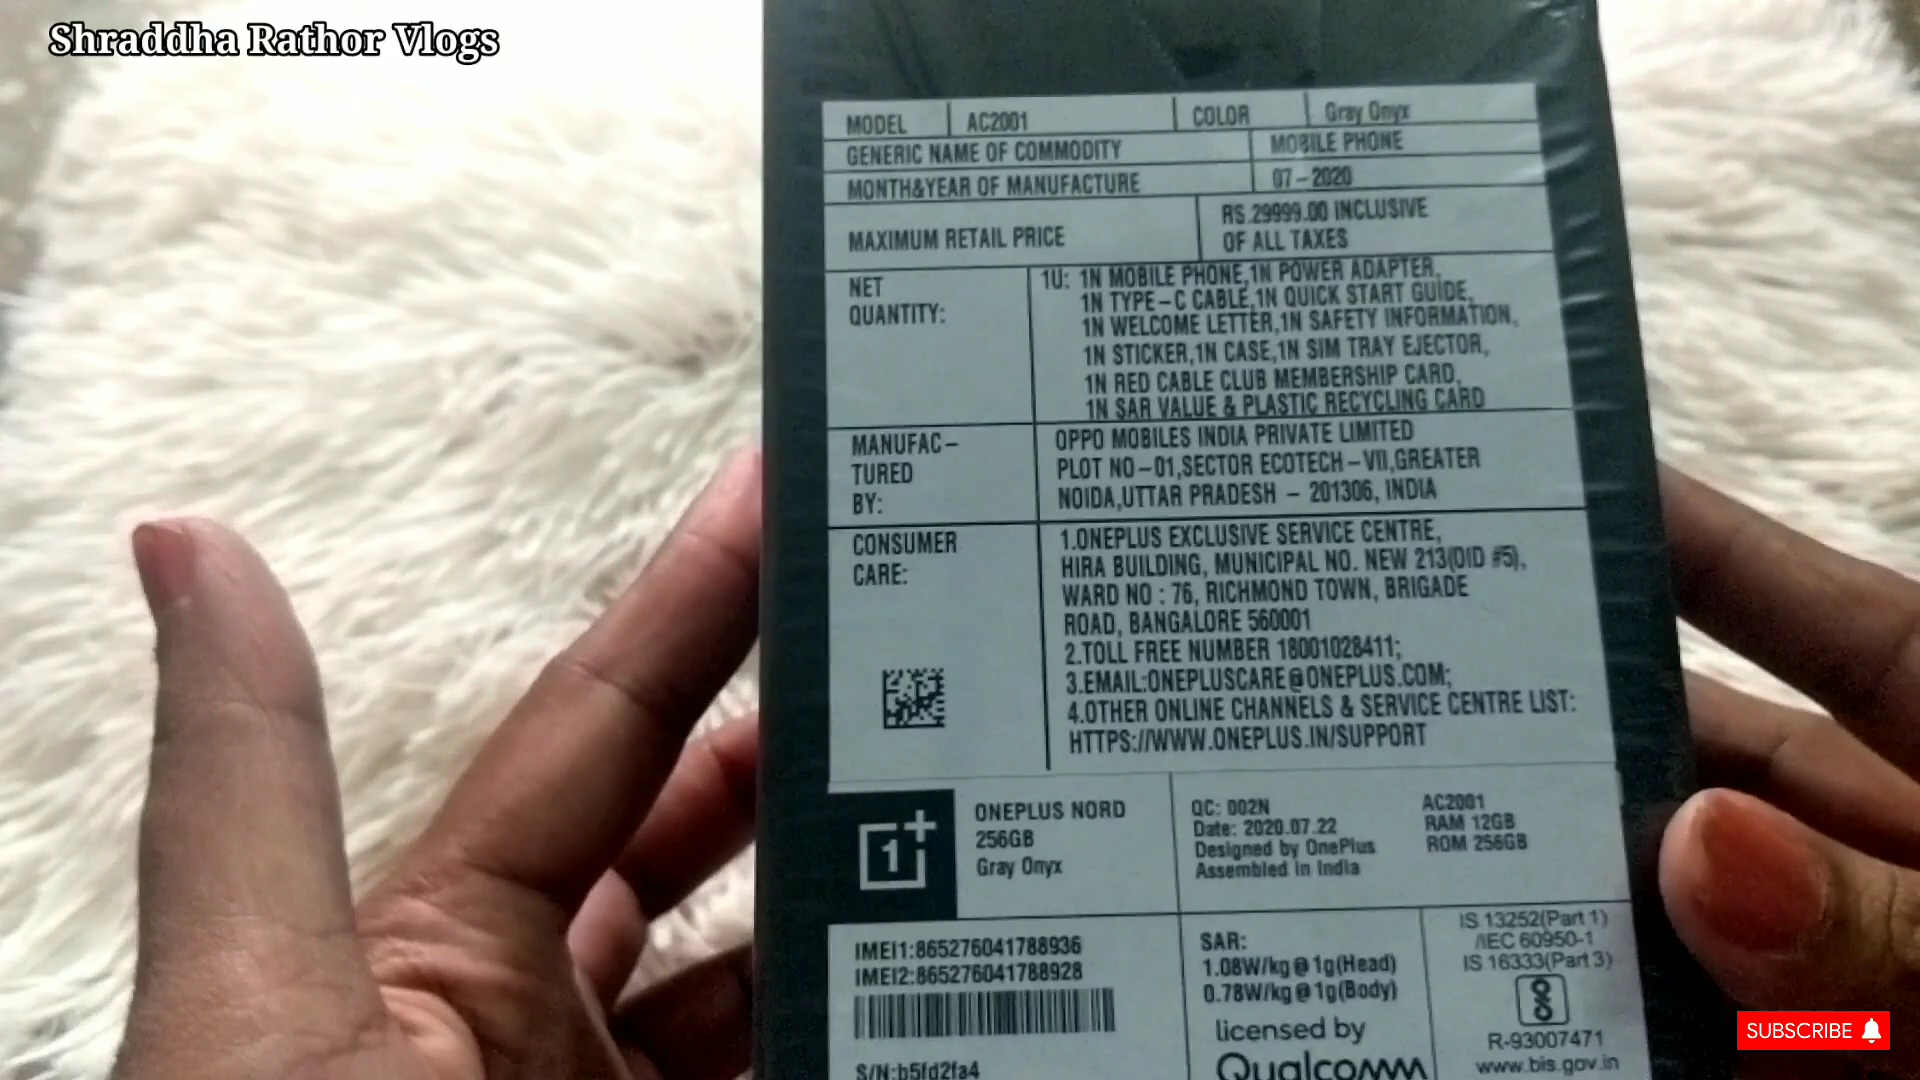 Shraddha Rathor Vlogs
MODEL AC2001 COLOR Gray Onyx
GENERIC NAME OF COMMODITY MOBILE PHONE
MONTH&YEAR OF MANUFACTURE 07-2020
MAXIMUM RETAIL PRICE RS.29999.00 INCLUSIVE
OF ALL TAXES
NET QUANTITY: 1U: 1N MOBILE PHONE,1N POWER ADAPTER,
1N TYPE-C CABLE,1N QUICK START GUIDE,
1N WELCOME LETTER,1N SAFETY INFORMATION,
1N STICKER,1N CASE,1N SIM TRAY EJECTOR,
1N RED CABLE CLUB MEMBERSHIP CARD,
1N SAR VALUE & PLASTIC RECYCLING CARD
MANUFAC-
TURED
BY:
OPPO MOBILES INDIA PRIVATE LIMITED
PLOT NO-01,SECTOR ECOTECH-VII,GREATER
NOIDA,UTTAR PRADESH - 201306, INDIA
CONSUMER
CARE:
1.ONEPLUS EXCLUSIVE SERVICE CENTRE,
HIRA BUILDING, MUNICIPAL NO. NEW 213(OID #5),
WARD NO : 76, RICHMOND TOWN, BRIGADE
ROAD, BANGALORE 560001
2.TOLL FREE NUMBER 18001028411;
3.EMAIL:ONEPLUSCARE@ONEPLUS.COM;
4.OTHER ONLINE CHANNELS & SERVICE CENTRE LIST:
HTTPS://WWW.ONEPLUS.IN/SUPPORT
1+
ONEPLUS NORD
256GB
Gray Onyx
QC: 002N
Date: 2020.07.22
Designed by OnePlus
Assembled in India
AC2001
RAM 12GB
ROM 256GB
IMEI1:865276041788936
IMEI2:865276041788928
S/N:b5fd2fa4
SAR:
1.08W/kg@1g(Head)
0.78W/kg@1g(Body)
licensed by
Qualcomm
IS 13252(Part 1)
/IEC 60950-1
IS 16333(Part 3)
R-93007471
www.bis.gov.in
SUBSCRIBE